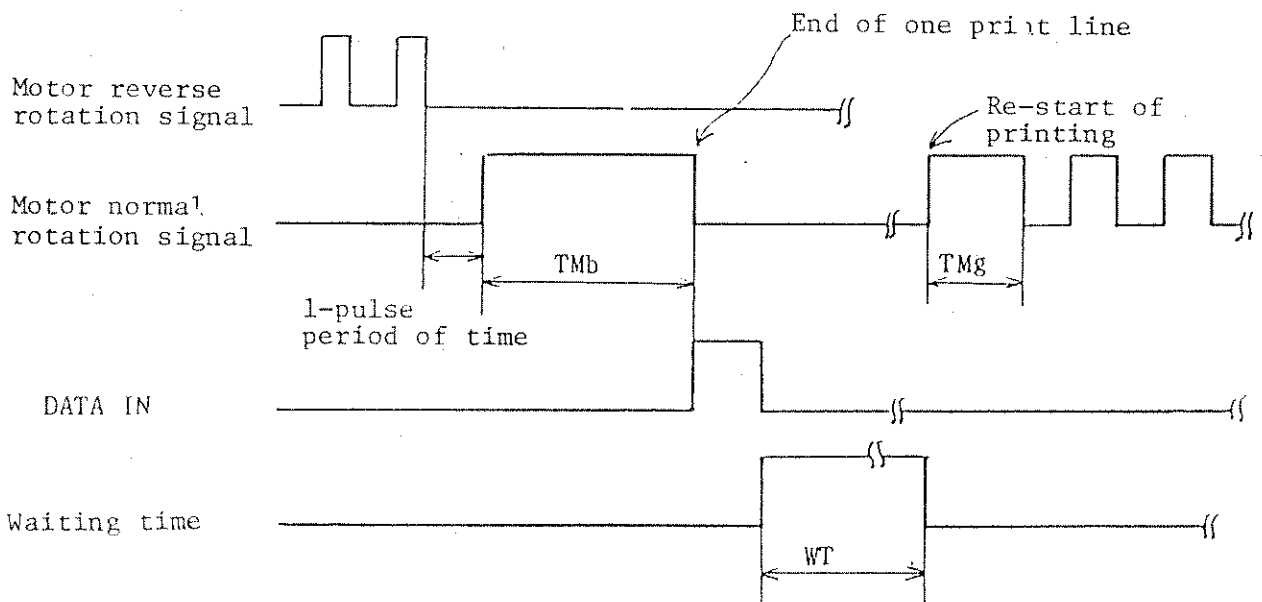 End of one print line
Motor reverse
rotation signal
Re-start of
printing
Motor normal
rotation signal
TMb
TMg
1-pulse
period of time
DATA IN
Waiting time
WT